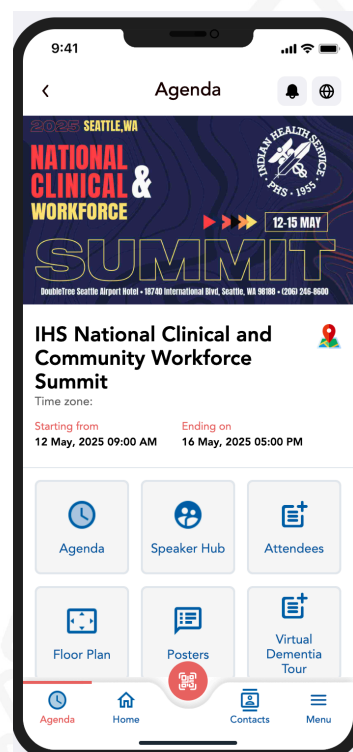 9:41
Agenda
2025 SEATTLE,WA
NATIONAL
CLINICAL &
WORKFORCE
INDIAN HEALTH SERVICE
PHS • 1955
12-15 MAY
SUMMIT
DoubleTree Seattle Airport Hotel • 18740 International Blvd, Seattle, WA 98188 • (206) 246-8600
IHS National Clinical and
Community Workforce
Summit
Time zone:
Starting from Ending on
12 May, 2025 09:00 AM 16 May, 2025 05:00 PM
Agenda Speaker Hub Attendees
Floor Plan Posters Virtual
Dementia
Tour
Agenda Home Contacts Menu